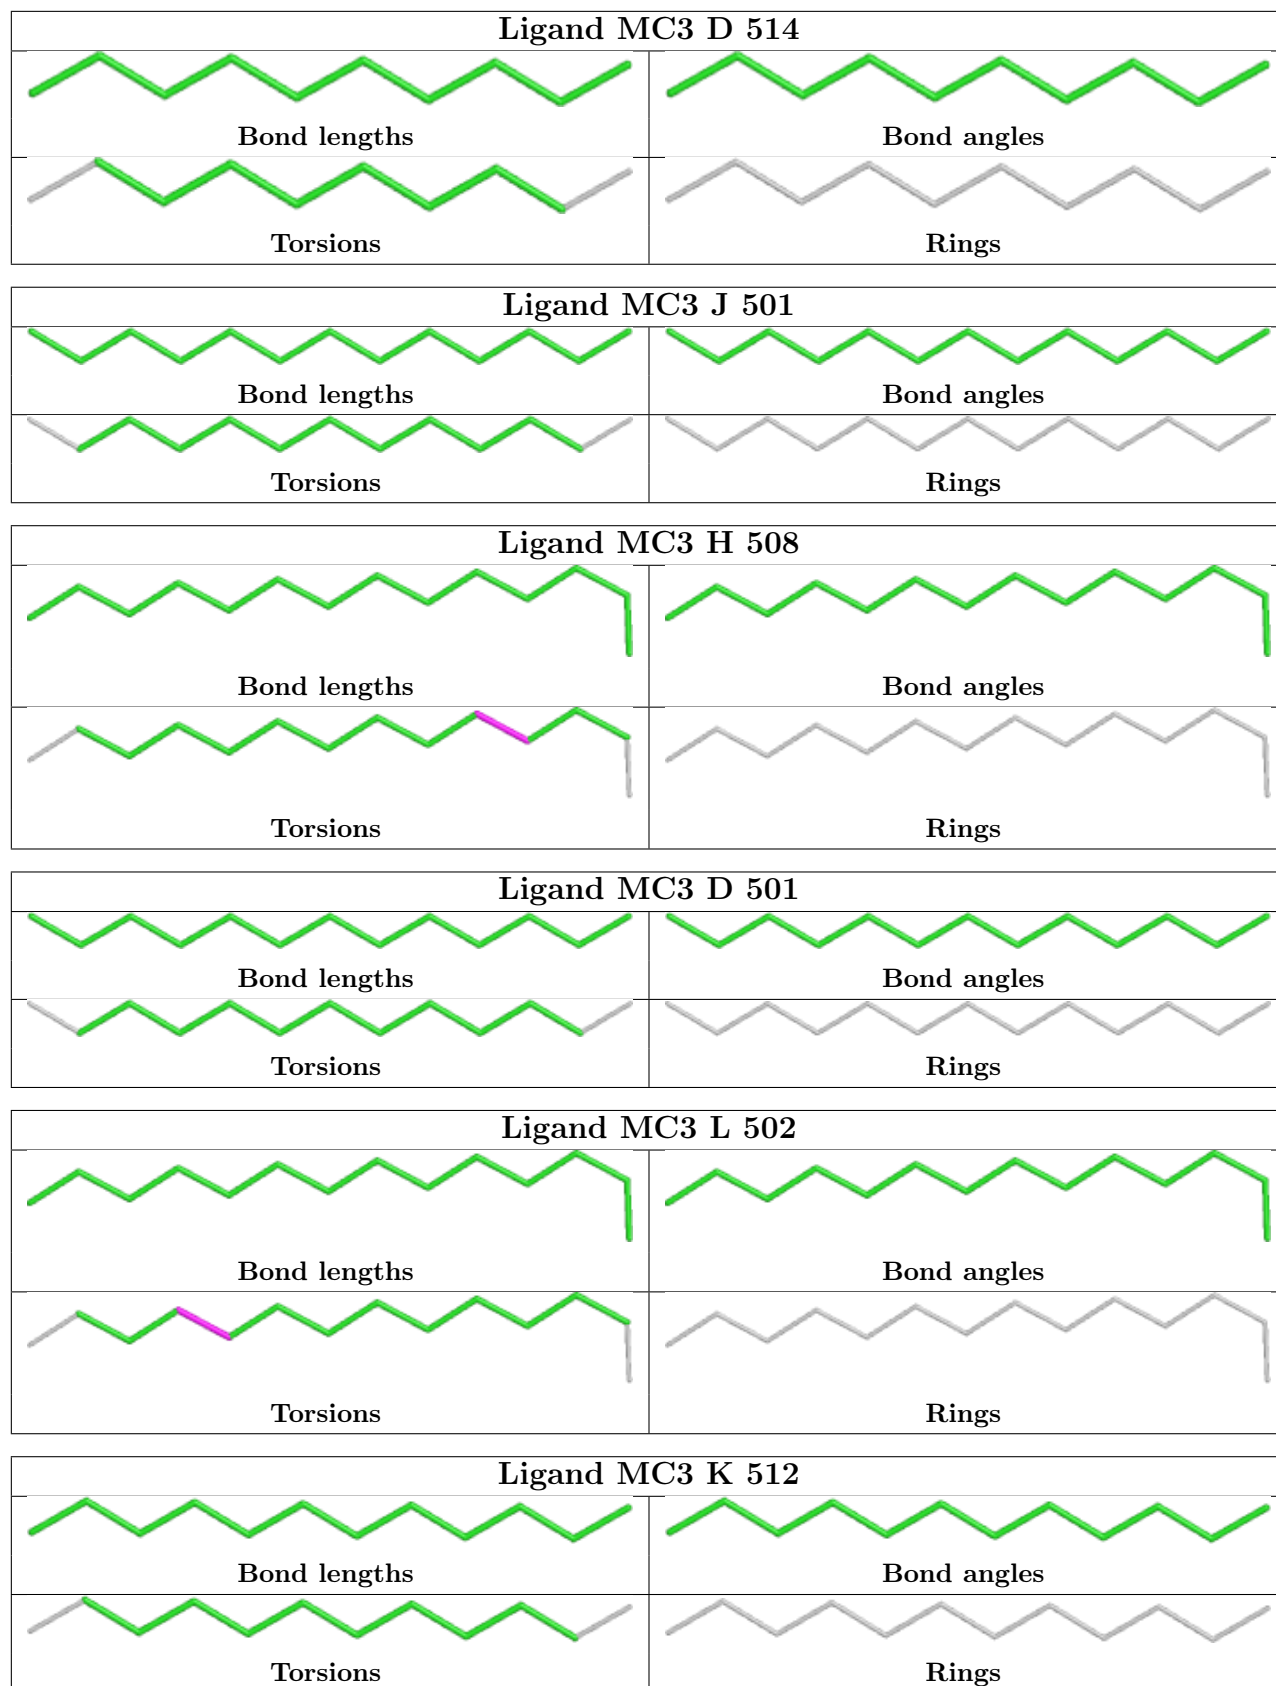 Ligand MC3 D 514
Bond lengths
Bond angles
Torsions
Rings
Ligand MC3 J 501
Bond lengths
Bond angles
Torsions
Rings
Ligand MC3 H 508
Bond lengths
Bond angles
Torsions
Rings
Ligand MC3 D 501
Bond lengths
Bond angles
Torsions
Rings
Ligand MC3 L 502
Bond lengths
Bond angles
Torsions
Rings
Ligand MC3 K 512
Bond lengths
Bond angles
Torsions
Rings